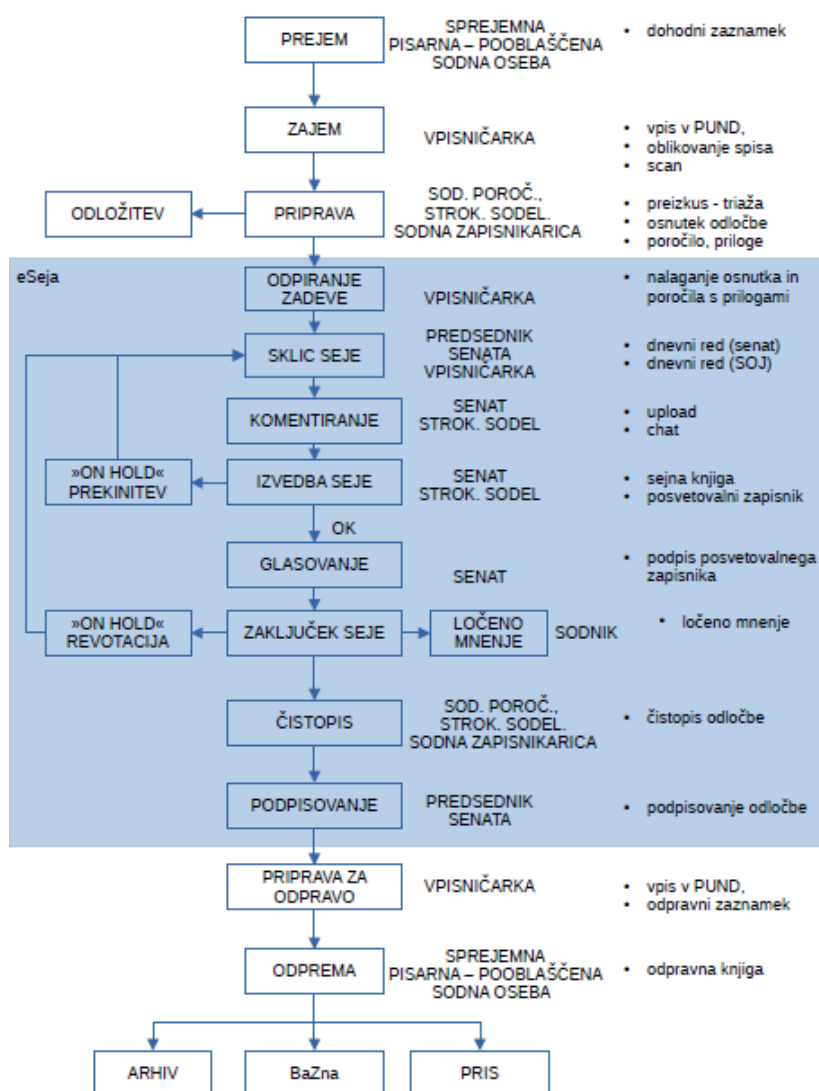 PREJEM
SPREJEMNA
PISARNA – POOBLAŠČENA
SODNA OSEBA
• dohodni zaznamek
ZAJEM
VPISNIČARKA
• vpis v PUND,
• oblikovanje spisa
• scan
ODLOŽITEV
PRIPRAVA
SOD. POROČ.,
STROK. SODEL.
SODNA ZAPISNIKARICA
• preizkus - triaža
• osnutek odločbe
• poročilo, priloge
eSeja
ODPIRANJE
ZADEVE
VPISNIČARKA
• nalaganje osnutka in
poročila s prilogami
SKLIC SEJE
PREDSEDNIK
SENATA
VPISNIČARKA
• dnevni red (senat)
• dnevni red (SOJ)
KOMENTIRANJE
SENAT
STROK. SODEL
• upload
• chat
»ON HOLD«
PREKINITEV
IZVEDBA SEJE
SENAT
STROK. SODEL
• sejna knjiga
• posvetovalni zapisnik
OK
GLASOVANJE
SENAT
• podpis posvetovalnega
zapisnika
»ON HOLD«
REVOTACIJA
ZAKLJUČEK SEJE
LOČENO
MNENJE
SODNIK
• ločeno mnenje
ČISTOPIS
SOD. POROČ.,
STROK. SODEL.
SODNA ZAPISNIKARICA
• čistopis odločbe
PODPISOVANJE
PREDSEDNIK
SENATA
• podpisovanje odločbe
PRIPRAVA ZA
ODPRAVO
VPISNIČARKA
• vpis v PUND,
• odpravni zaznamek
ODPREMA
SPREJEMNA
PISARNA – POOBLAŠČENA
SODNA OSEBA
• odpravna knjiga
ARHIV
BaZna
PRIS